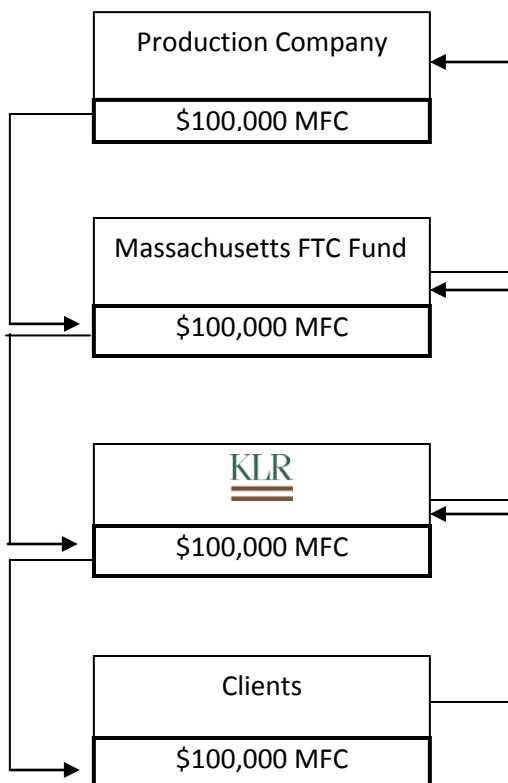 Production Company
$100,000 MFC
Massachusetts FTC Fund
$100,000 MFC
KLR
$100,000 MFC
Clients
$100,000 MFC